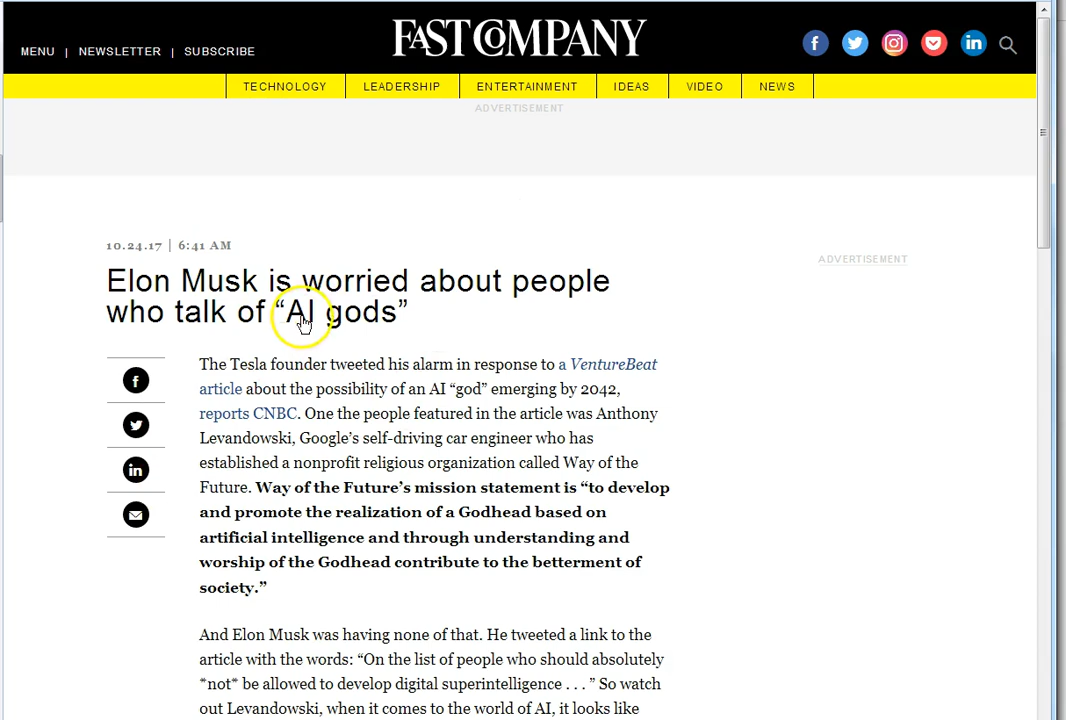 FAST COMPANY
MENU | NEWSLETTER | SUBSCRIBE
TECHNOLOGY LEADERSHIP ENTERTAINMENT IDEAS VIDEO NEWS
ADVERTISEMENT
10.24.17 | 6:41 AM
ADVERTISEMENT
Elon Musk is worried about people
who talk of “AI gods”
The Tesla founder tweeted his alarm in response to a VentureBeat
article about the possibility of an AI “god” emerging by 2042,
reports CNBC. One the people featured in the article was Anthony
Levandowski, Google’s self-driving car engineer who has
established a nonprofit religious organization called Way of the
Future. Way of the Future’s mission statement is “to develop
and promote the realization of a Godhead based on
artificial intelligence and through understanding and
worship of the Godhead contribute to the betterment of
society.”
And Elon Musk was having none of that. He tweeted a link to the
article with the words: “On the list of people who should absolutely
*not* be allowed to develop digital superintelligence . . . ” So watch
out Levandowski, when it comes to the world of AI, it looks like